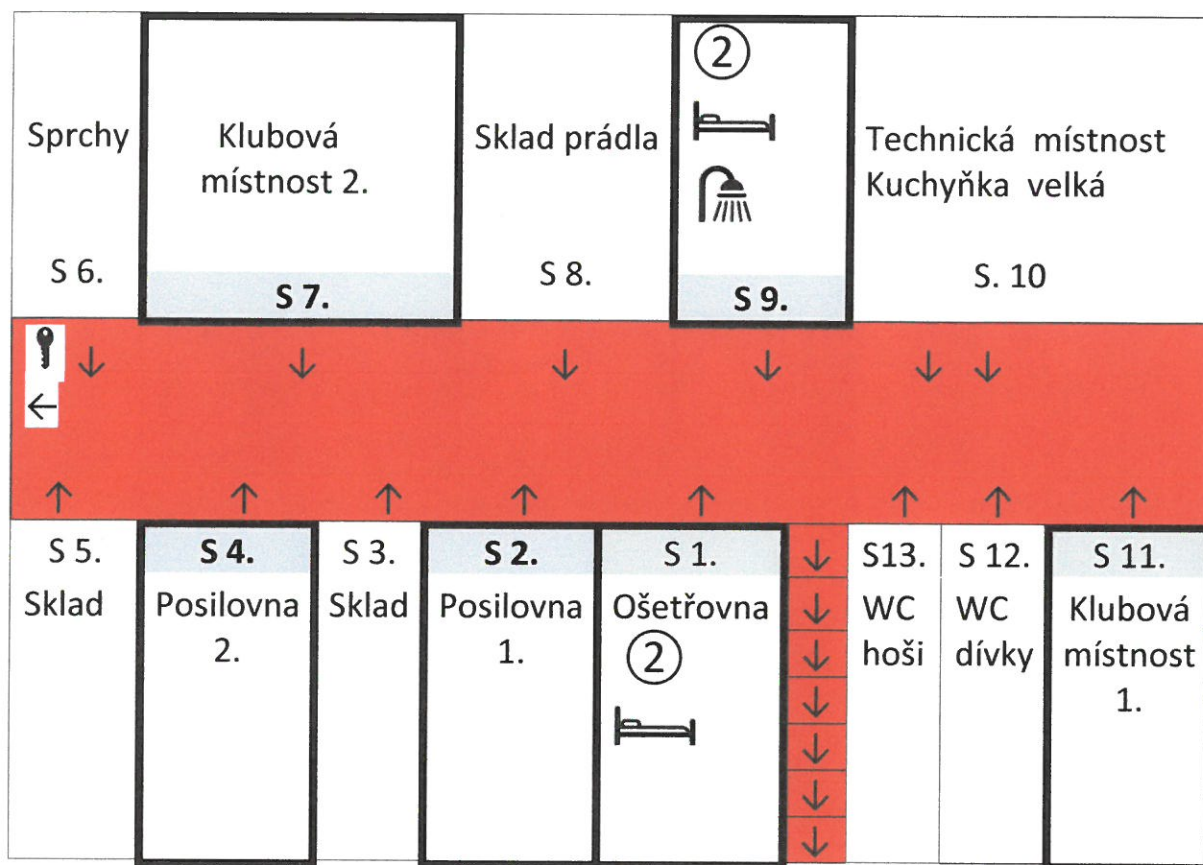 Sprchy
S 6.
Klubová
místnost 2.
S 7.
Sklad prádla
S 8.
2
S 9.
Technická místnost
Kuchyňka velká
S. 10
S 5.
Sklad
S 4.
Posilovna
2.
S 3.
Sklad
S 2.
Posilovna
1.
S 1.
Ošetřovna
2
S13.
WC
hoši
S 12.
WC
dívky
S 11.
Klubová
místnost
1.